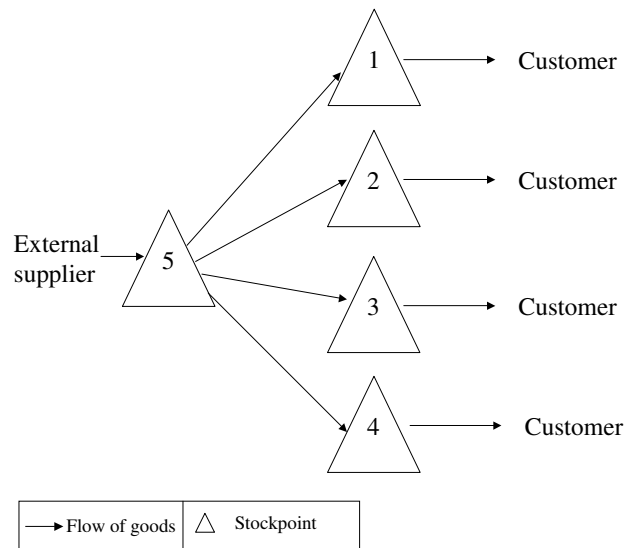 1
Customer
2
Customer
External
supplier
5
3
Customer
4
Customer
Flow of goods
Stockpoint